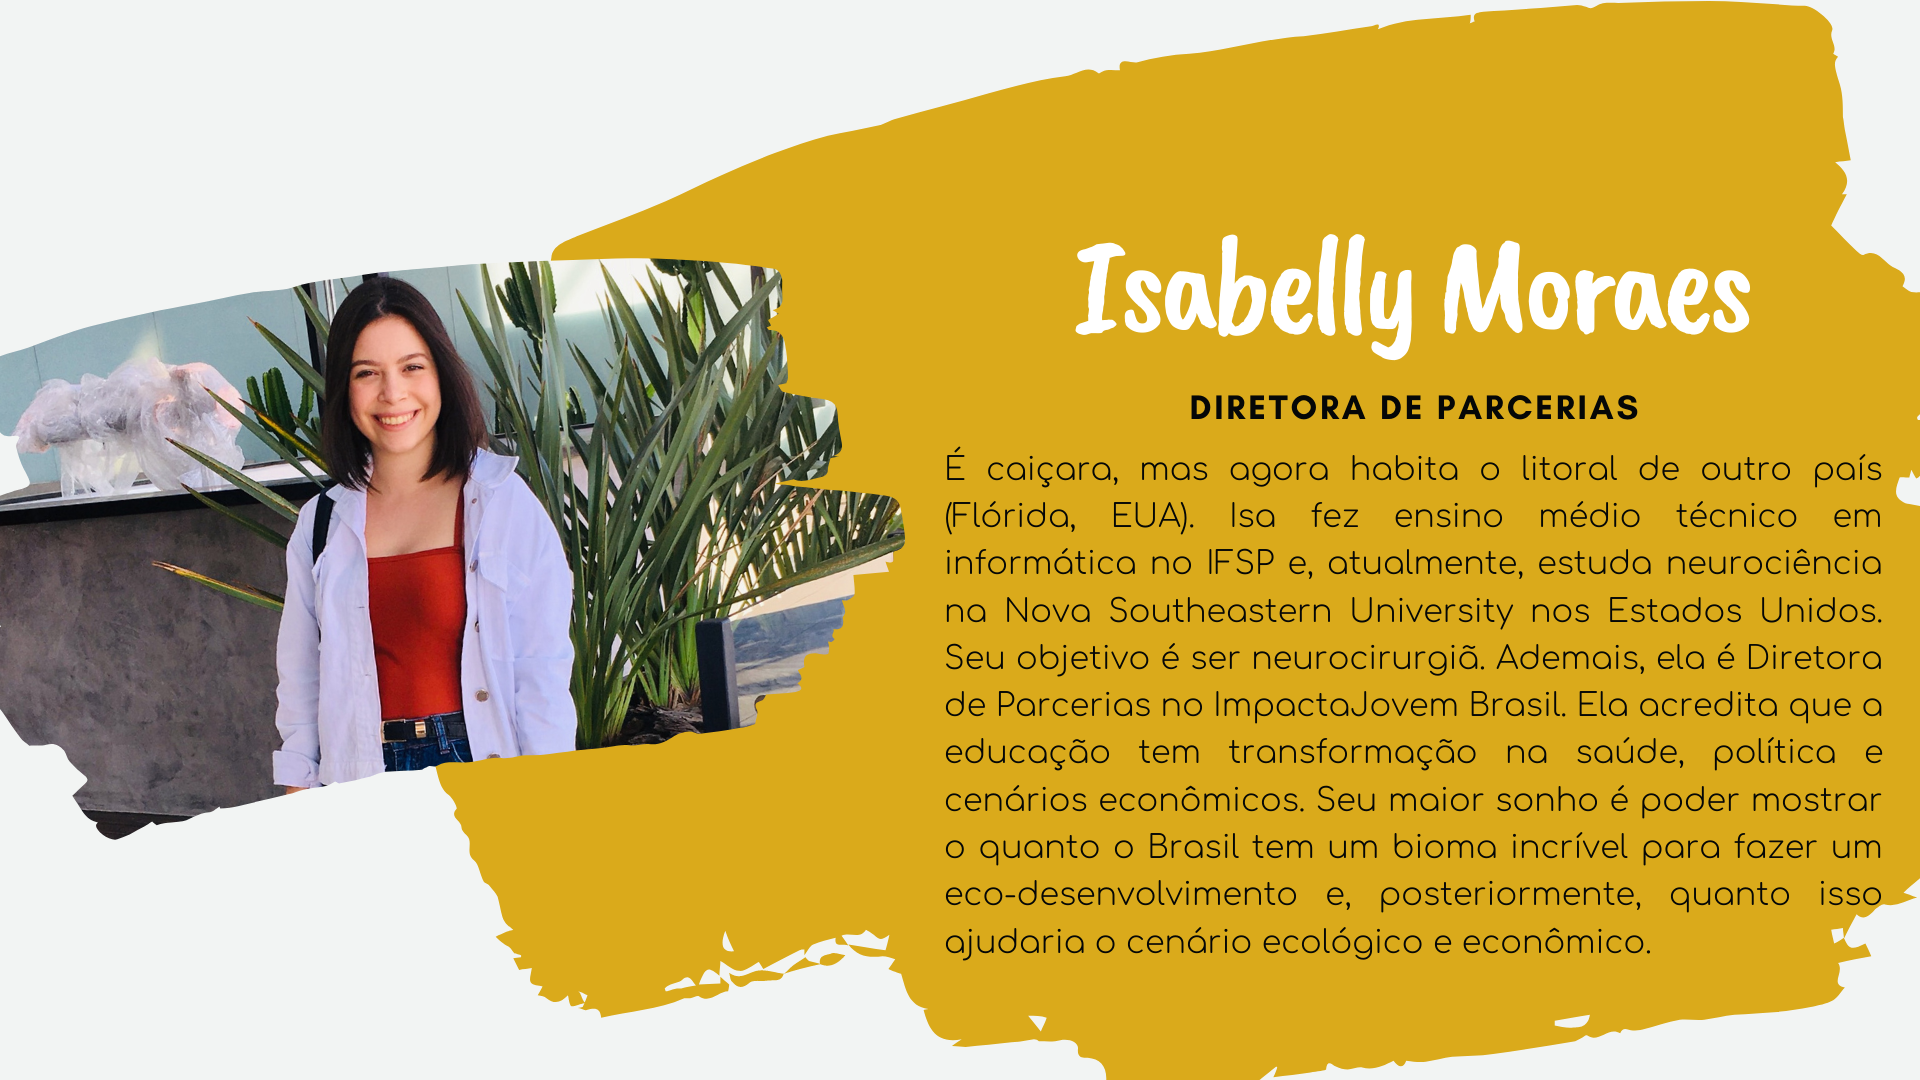 Isabelly Moraes
DIRETORA DE PARCERIAS
É caiçara, mas agora habita o litoral de outro país
(Flórida, EUA). Isa fez ensino médio técnico em
informática no IFSP e, atualmente, estuda neurociência
na Nova Southeastern University nos Estados Unidos.
Seu objetivo é ser neurocirurgiã. Ademais, ela é Diretora
de Parcerias no ImpactaJovem Brasil. Ela acredita que a
educação tem transformação na saúde, política e
cenários econômicos. Seu maior sonho é poder mostrar
o quanto o Brasil tem um bioma incrível para fazer um
eco-desenvolvimento e, posteriormente, quanto isso
ajudaria o cenário ecológico e econômico.